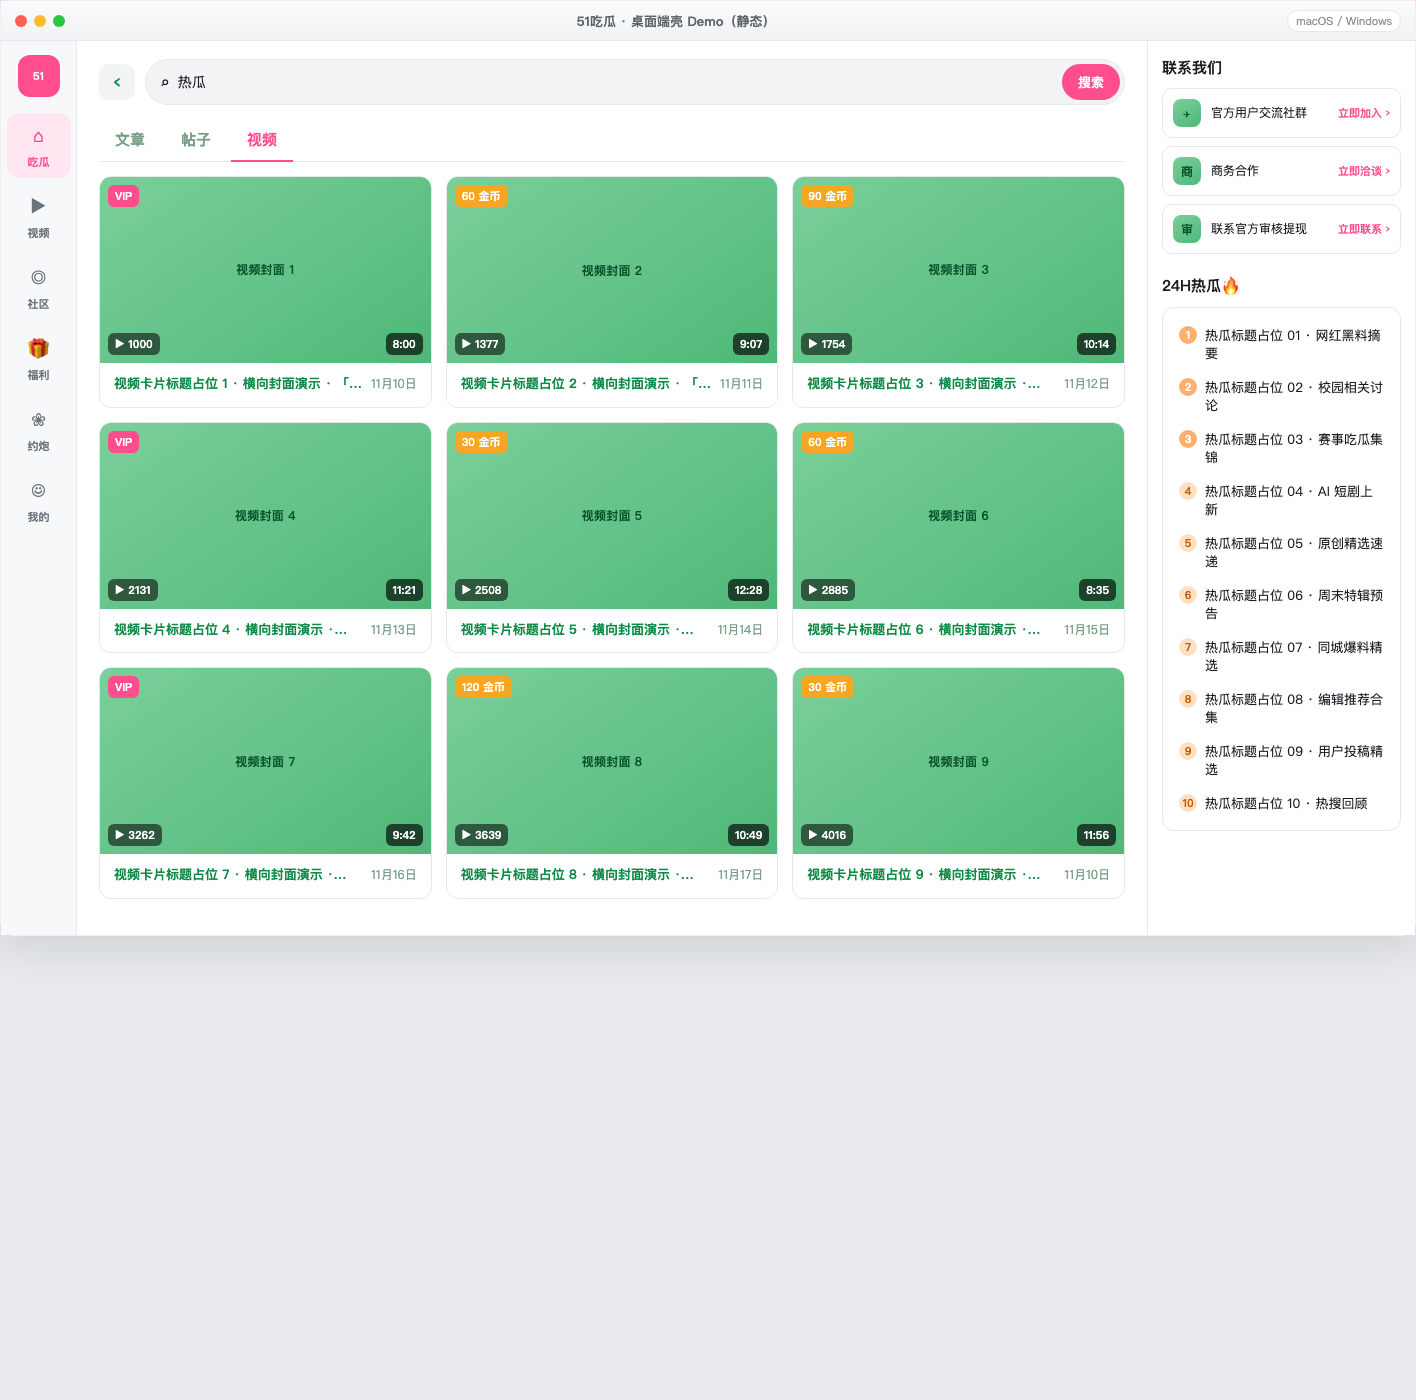 51吃瓜 · 桌面端壳 Demo（静态）
macOS / Windows
51
吃瓜
视频
社区
福利
约炮
我的
热瓜
搜索
文章
帖子
视频
VIP
视频封面 1
▶ 1000
8:00
视频卡片标题占位 1 · 横向封面演示 · 「...
11月10日
60 金币
视频封面 2
▶ 1377
9:07
视频卡片标题占位 2 · 横向封面演示 · 「...
11月11日
90 金币
视频封面 3
▶ 1754
10:14
视频卡片标题占位 3 · 横向封面演示 ·...
11月12日
VIP
视频封面 4
▶ 2131
11:21
视频卡片标题占位 4 · 横向封面演示 ·...
11月13日
30 金币
视频封面 5
▶ 2508
12:28
视频卡片标题占位 5 · 横向封面演示 ·...
11月14日
60 金币
视频封面 6
▶ 2885
8:35
视频卡片标题占位 6 · 横向封面演示 ·...
11月15日
VIP
视频封面 7
▶ 3262
9:42
视频卡片标题占位 7 · 横向封面演示 ·...
11月16日
120 金币
视频封面 8
▶ 3639
10:49
视频卡片标题占位 8 · 横向封面演示 ·...
11月17日
30 金币
视频封面 9
▶ 4016
11:56
视频卡片标题占位 9 · 横向封面演示 ·...
11月10日
联系我们
官方用户交流社群
立即加入 ›
商
商务合作
立即洽谈 ›
审
联系官方审核提现
立即联系 ›
24H热瓜🔥
1 热瓜标题占位 01 · 网红黑料摘
要
2 热瓜标题占位 02 · 校园相关讨
论
3 热瓜标题占位 03 · 赛事吃瓜集
锦
4 热瓜标题占位 04 · AI 短剧上
新
5 热瓜标题占位 05 · 原创精选速
递
6 热瓜标题占位 06 · 周末特辑预
告
7 热瓜标题占位 07 · 同城爆料精
选
8 热瓜标题占位 08 · 编辑推荐合
集
9 热瓜标题占位 09 · 用户投稿精
选
10 热瓜标题占位 10 · 热搜回顾